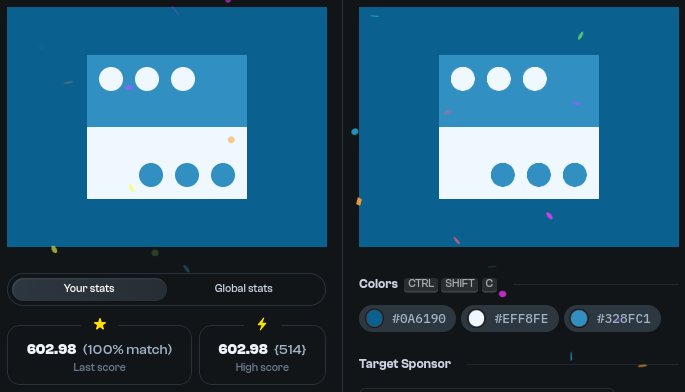 Your stats
Global stats
602.98 (100% match)
Last score
602.98 {514}
High score
Colors CTRL SHIFT C
#0A6190
#EFF8FE
#328FC1
Target Sponsor